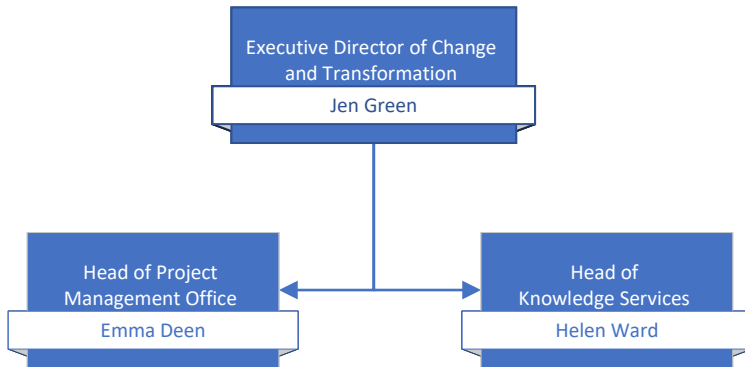 Executive Director of Change
and Transformation
Jen Green
Head of Project
Management Office
Emma Deen
Head of
Knowledge Services
Helen Ward